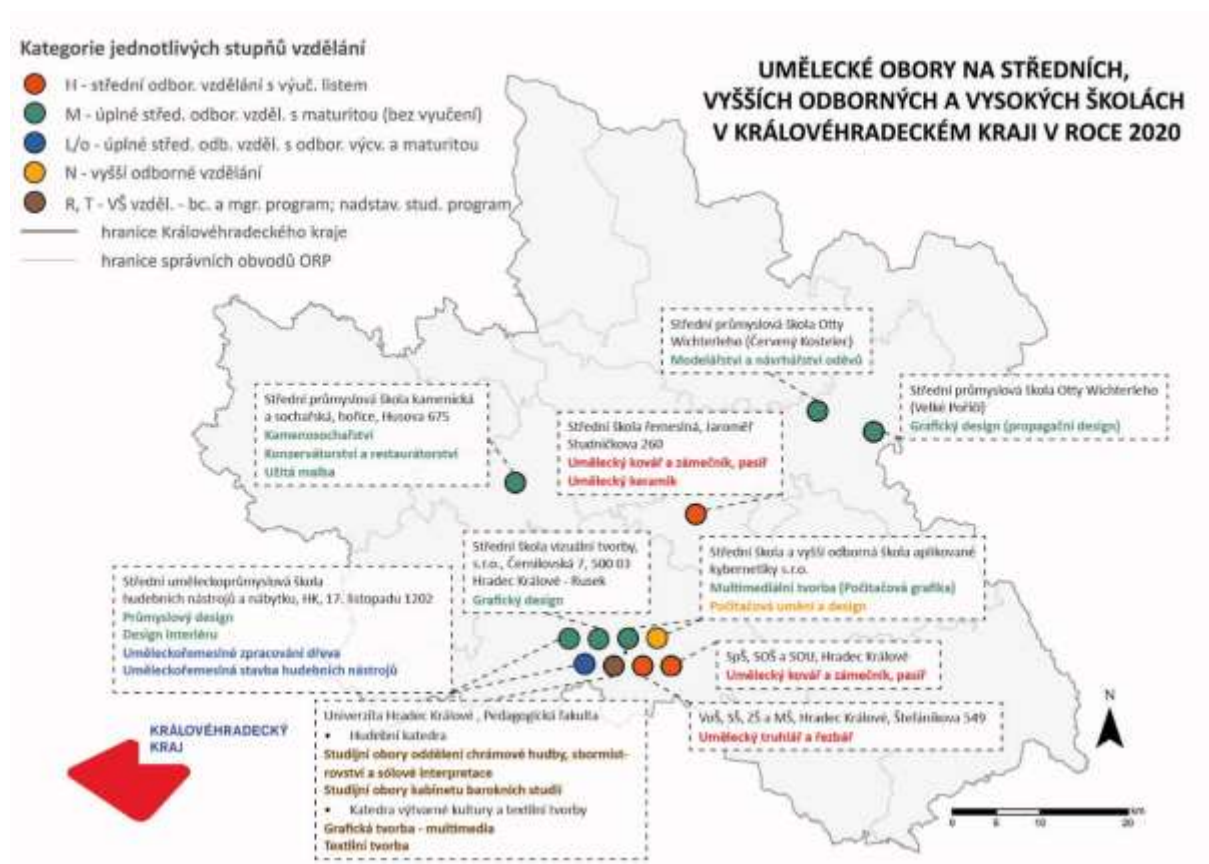 Kategorie jednotlivých stupňů vzdělání
H - střední odbor. vzdělání s výuč. listem
M - úplné střed. odbor. vzděl. s maturitou (bez vyučení)
L/o - úplné střed. odb. vzděl. s odbor. výcv. a maturitou
N - vyšší odborné vzdělání
R, T - VŠ vzděl. - bc. a mgr. program; nadstav. stud. program
hranice Královéhradeckého kraje
hranice správních obvodů ORP
UMĚLECKÉ OBORY NA STŘEDNÍCH,
VYŠŠÍCH ODBORNÝCH A VYSOKÝCH ŠKOLÁCH
V KRÁLOVÉHRADECKÉM KRAJI V ROCE 2020
Střední průmyslová škola Otty
Wichterleho (Červený Kostelec)
Modelářství a návrhářství oděvů
Střední průmyslová škola Otty Wichterleho
(Velké Poříčí)
Grafický design (propagační design)
Střední průmyslová škola kamenická
a sochařská, hořice, Husova 675
Kamenosochařství
Konzervátorství a restaurátorství
Užitá malba
Střední škola řemeslná, Jaroměř
Studničkova 260
Umělecký kovář a zámečník, pasíř
Umělecký keramik
Střední škola vizuální tvorby,
s.r.o., Černilovská 7, 500 03
Hradec Králové - Rusek
Grafický design
Střední škola a vyšší odborná škola aplikované
kybernetiky s.r.o.
Multimediální tvorba (Počítačová grafika)
Počítačová umění a design
Střední uměleckoprůmyslová škola
hudebních nástrojů a nábytku, HK, 17. listopadu 1202
Průmyslový design
Design interiéru
Uměleckořemeslné zpracování dřeva
Uměleckořemeslná stavba hudebních nástrojů
SpŠ, SOŠ a SOU, Hradec Králové
Umělecký kovář a zámečník, pasíř
VoŠ, SŠ, ZŠ a MŠ, Hradec Králové, Štefánikova 549
Umělecký truhlář a řezbář
Univerzita Hradec Králové , Pedagogická fakulta
• Hudební katedra
Studijní obory oddělení chrámové hudby, sbormist-
rovství a sólové interpretace
Studijní obory kabinetu barokních studií
• Katedra výtvarné kultury a textilní tvorby
Grafická tvorba - multimedia
Textilní tvorba
KRÁLOVÉHRADECKÝ
KRAJ
N
km
0 5 10 20